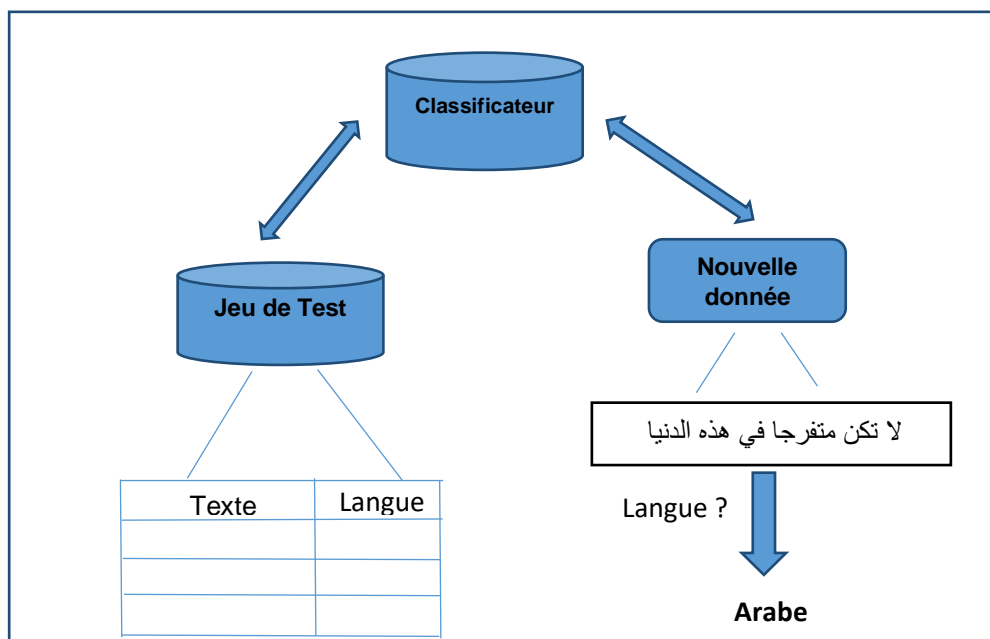 Classificateur
Jeu de Test
Nouvelle
donnée
لا تكن متفرجا في هذه الدنيا
Texte
Langue
Langue ?
Arabe